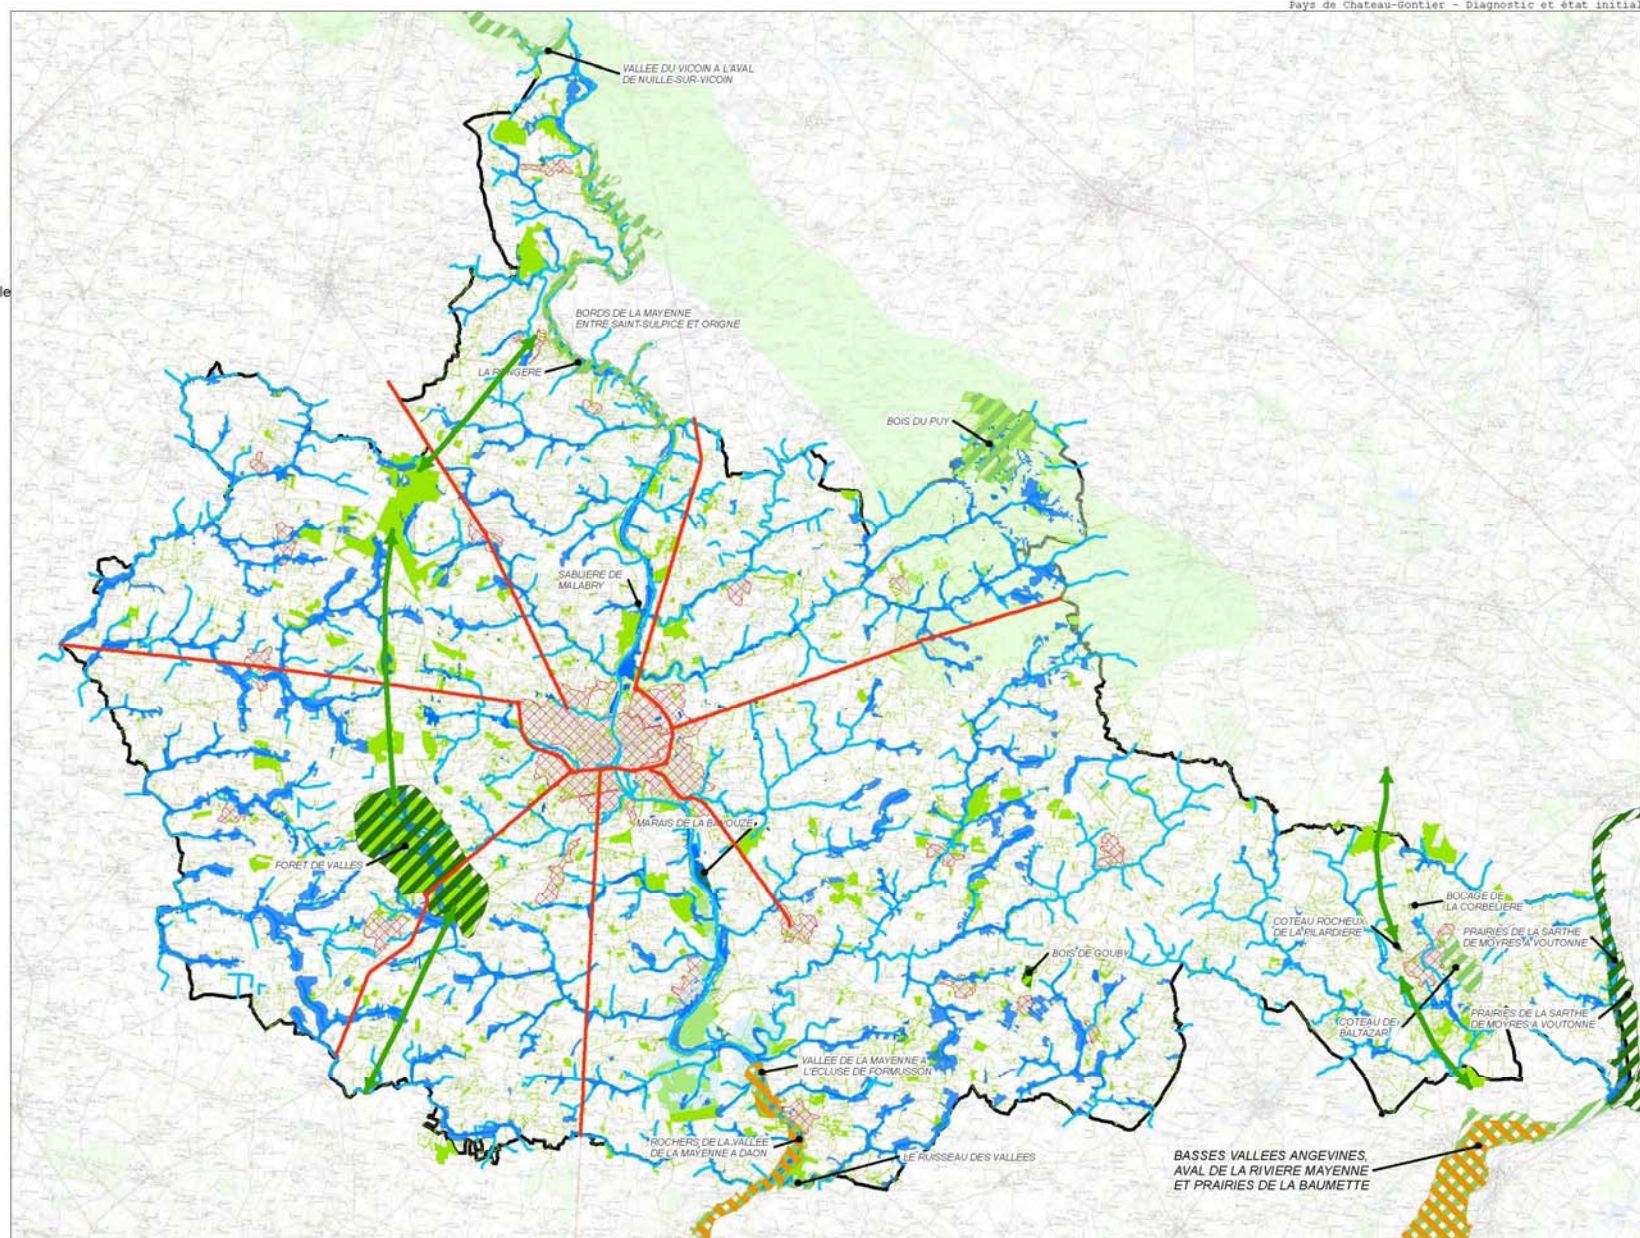 Pays de Chateau-Gontier - Diagnostic et état initial
le
VALLEE DU VICOIN A L'AVAL
DE NUILLE-SUR-VICOIN
BORDS DE LA MAYENNE
ENTRE SAINT-SULPICE ET ORIGNE
LA RONGERE
BOIS DU PUY
SABLIERE DE
MALABRY
MARAIS DE LA BAVOUZE
FORET DE VALLES
BOCAGE DE
LA CORBELIERE
COTEAU ROCHEUX
DE LA PILARDIERE
PRAIRIES DE LA SARTHE
DE MOYRES A VOUTONNE
BOIS DE GOUBY
COTEAU DE
BALTAZAR
PRAIRIES DE LA SARTHE
DE MOYRES A VOUTONNE
VALLEE DE LA MAYENNE A
L'ECLUSE DE FORMUSSON
ROCHERS DE LA VALLEE
DE LA MAYENNE A DAON
LE RUISSEAU DES VALLEES
BASSES VALLEES ANGEVINES,
AVAL DE LA RIVIERE MAYENNE
ET PRAIRIES DE LA BAUMETTE